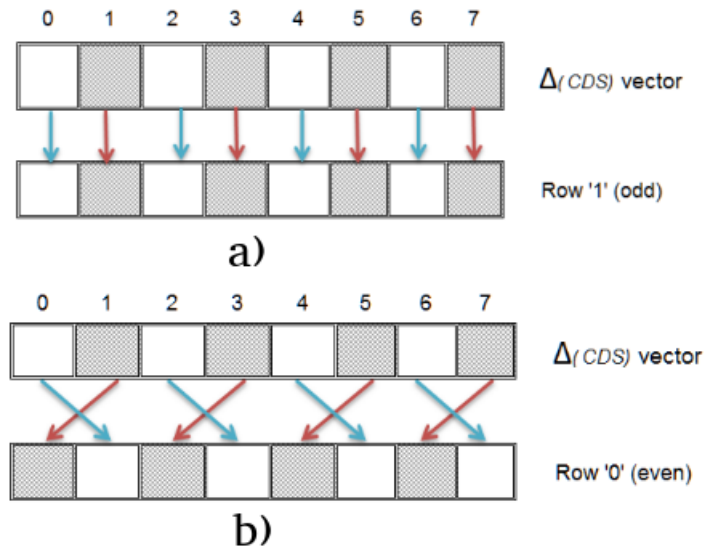 0 1 2 3 4 5 6 7
Δ(CDS) vector
Row '1' (odd)
a)
0 1 2 3 4 5 6 7
Δ(CDS) vector
Row '0' (even)
b)